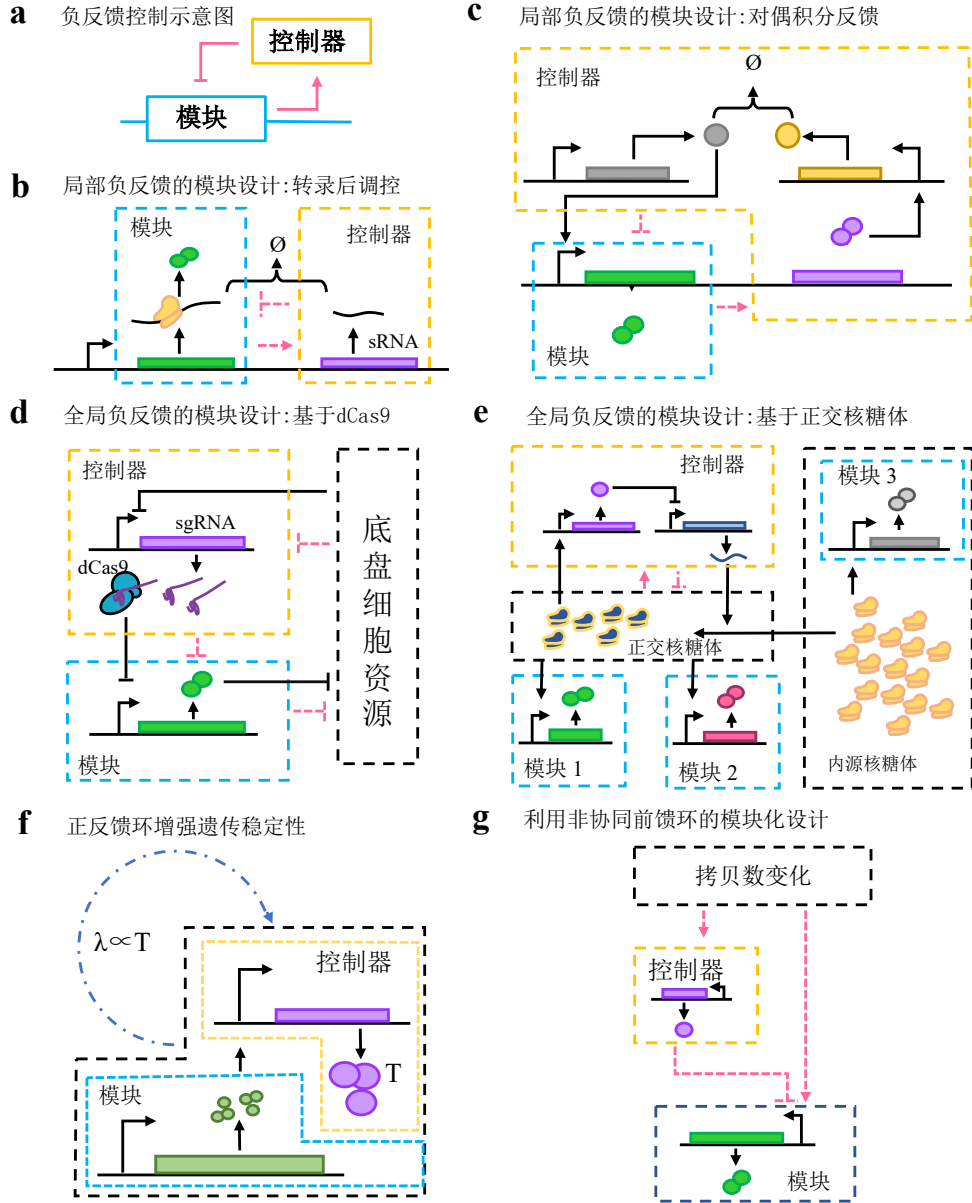 a 负反馈控制示意图
控制器
模块
b 局部负反馈的模块设计:转录后调控
模块
控制器
Ø
sRNA
c 局部负反馈的模块设计:对偶积分反馈
控制器
Ø
模块
d 全局负反馈的模块设计:基于dCas9
控制器
sgRNA
dCas9
模块
底盘细胞资源
e 全局负反馈的模块设计:基于正交核糖体
控制器
模块 3
正交核糖体
模块 1
模块 2
内源核糖体
f 正反馈环增强遗传稳定性
λ∝T
控制器
T
模块
g 利用非协同前馈环的模块化设计
拷贝数变化
控制器
模块